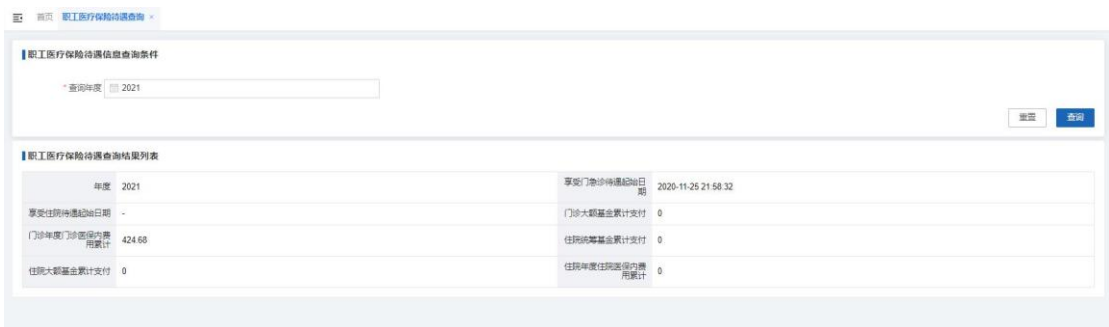 首页 职工医疗保险待遇查询 ×
职工医疗保险待遇信息查询条件
* 查询年度 2021
重置 查询
职工医疗保险待遇查询结果列表
年度 2021 享受门急诊待遇起始日期 2020-11-25 21:58:32
享受住院待遇起始日期 - 门诊大额基金累计支付 0
门诊年度门诊医保内费用累计 424.68 住院统筹基金累计支付 0
住院大额基金累计支付 0 住院年度住院医保内费用累计 0